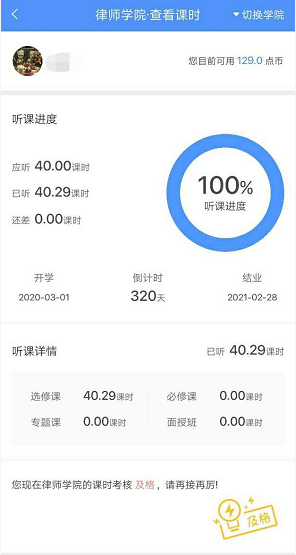 律师学院·查看课时
切换学院
您目前可用 129.0 点币
听课进度
应听 40.00课时
已听 40.29课时
还差 0.00课时
100%
听课进度
开学 倒计时 结业
2020-03-01 320天 2021-02-28
听课详情 已听 40.29课时
选修课 40.29课时 必修课 0.00课时
专题课 0.00课时 面授班 0.00课时
您现在律师学院的课时考核 及格，请再接再厉!
及格